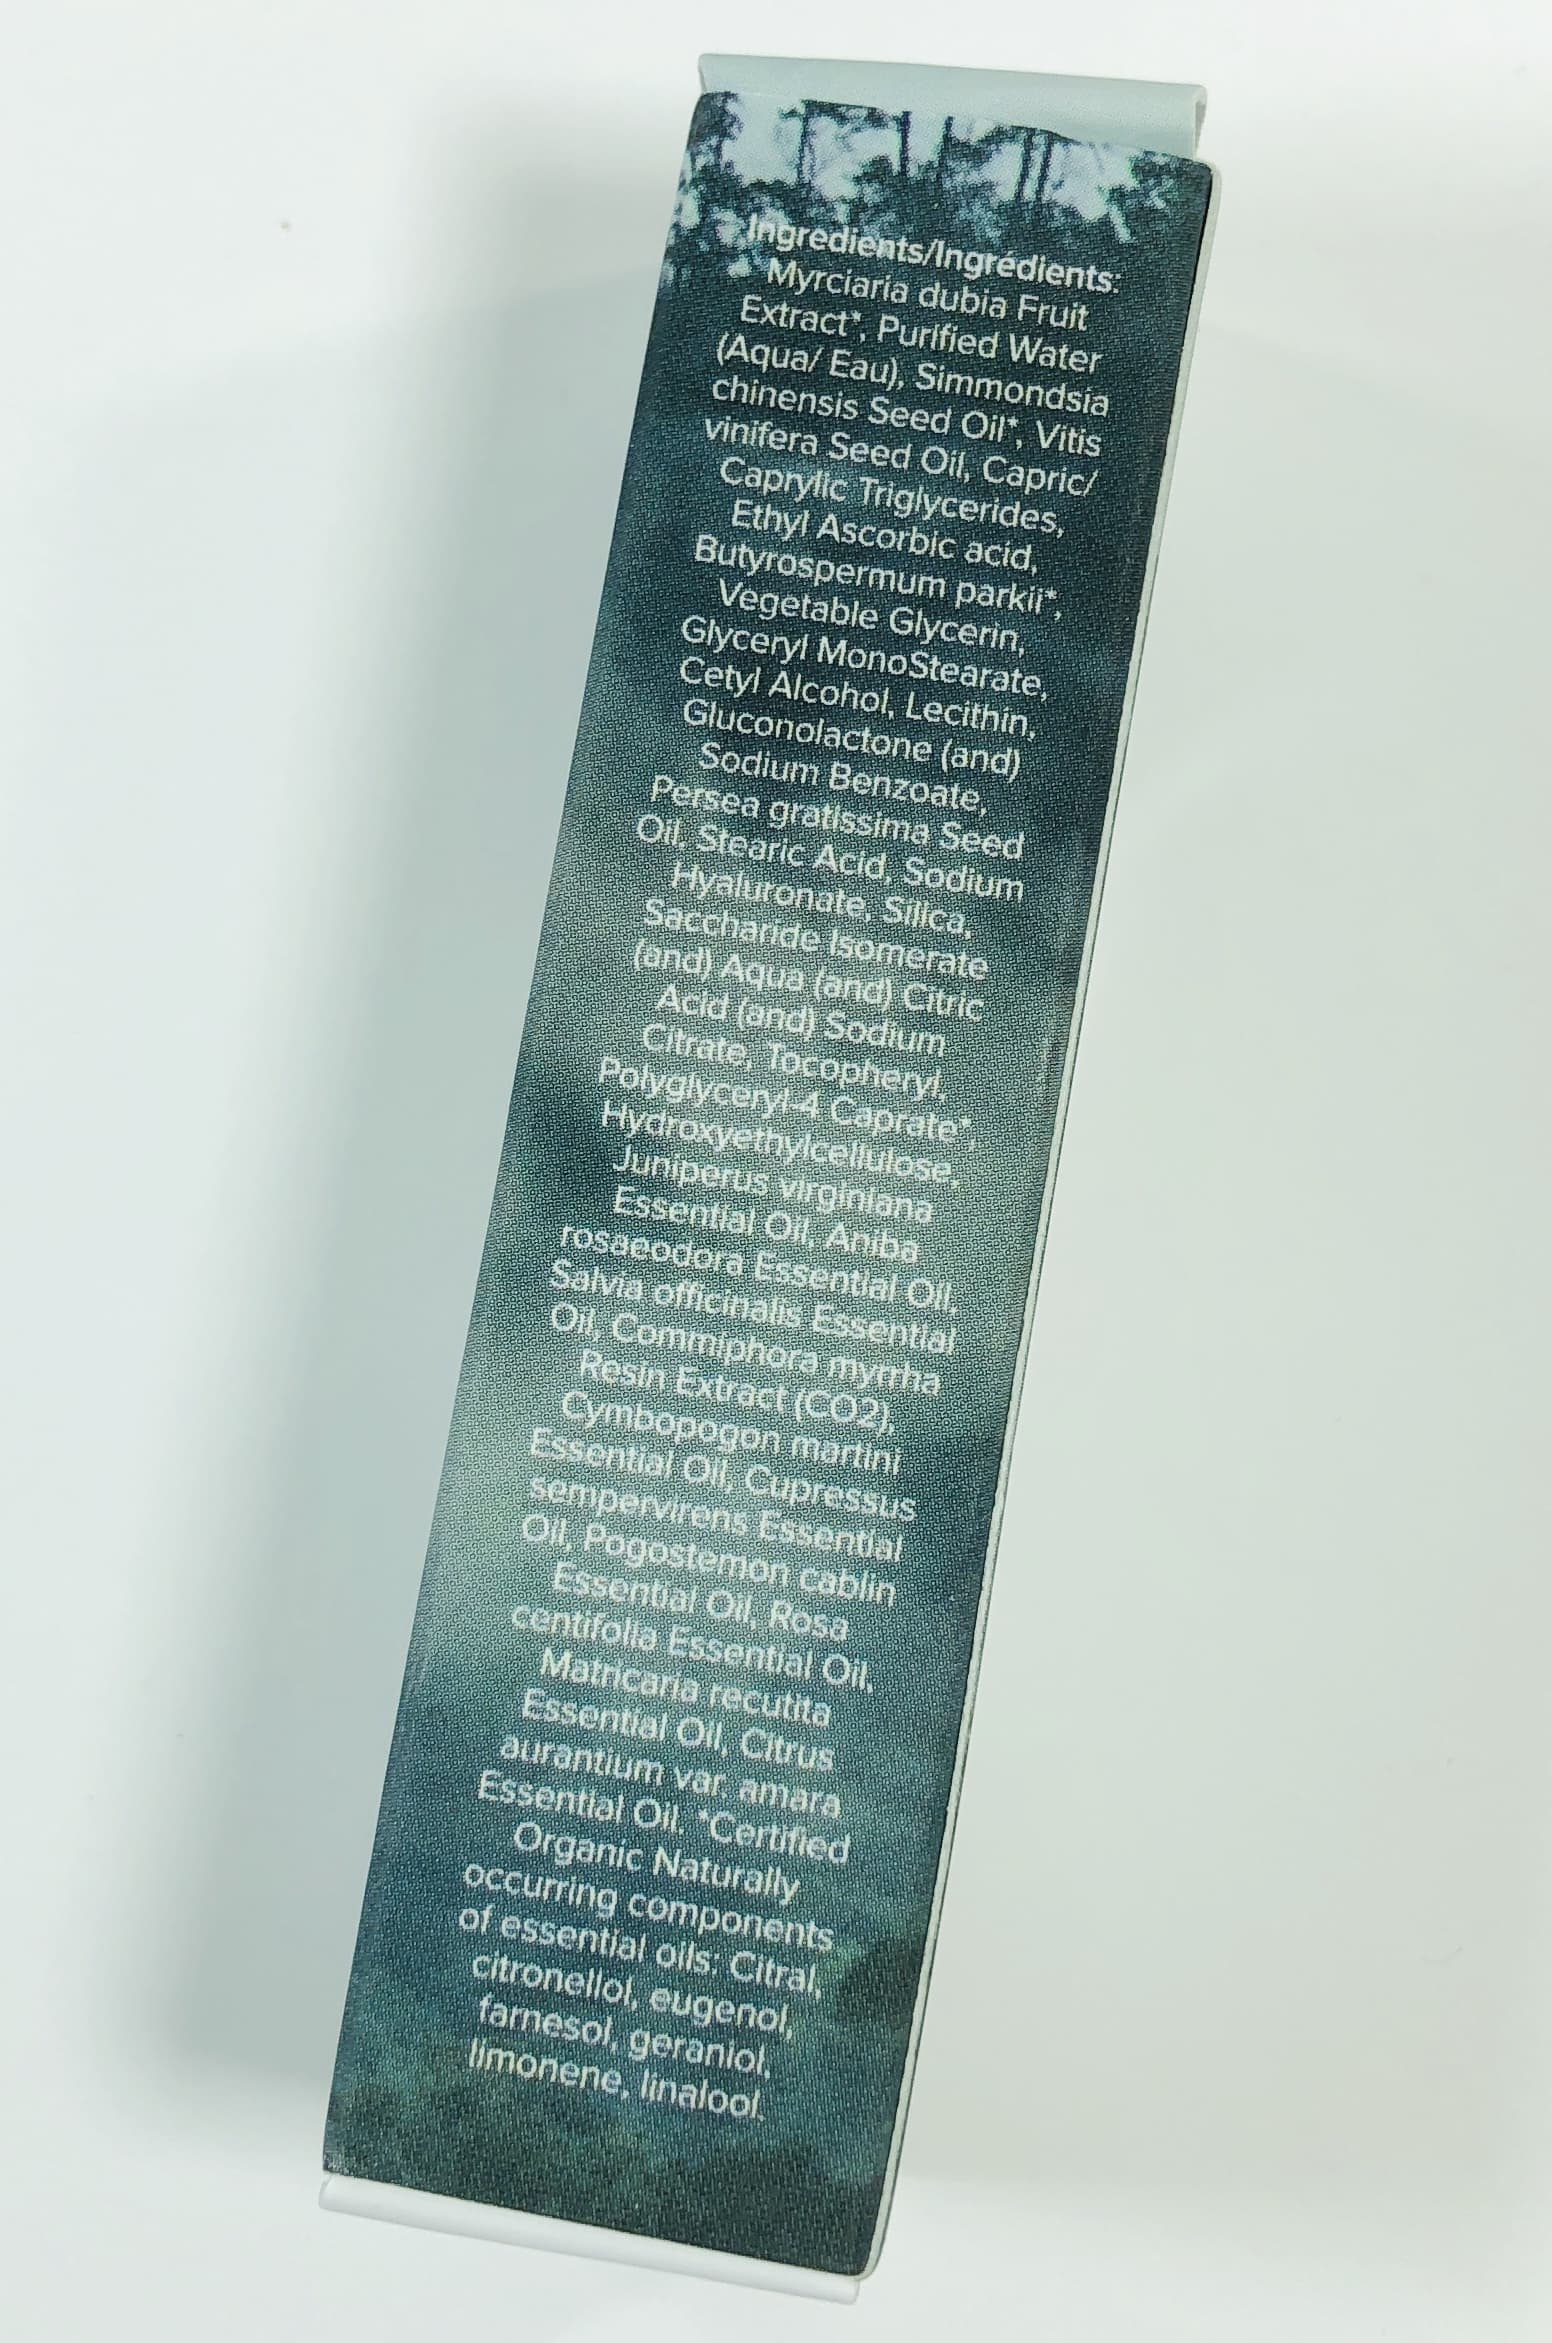 Ingredients/Ingrédients:
Myrciaria dubia Fruit
Extract*, Purified Water
(Aqua/ Eau), Simmondsia
chinensis Seed Oil*, Vitis
vinifera Seed Oil, Capric/
Caprylic Triglycerides,
Ethyl Ascorbic acid,
Butyrospermum parkii*,
Vegetable Glycerin,
Glyceryl MonoStearate,
Cetyl Alcohol, Lecithin,
Gluconolactone (and)
Sodium Benzoate,
Persea gratissima Seed
Oil, Stearic Acid, Sodium
Hyaluronate, Silica,
Saccharide Isomerate
(and) Aqua (and) Citric
Acid (and) Sodium
Citrate, Tocopheryl,
Polyglyceryl-4 Caprate*,
Hydroxyethylcellulose,
Juniperus virginiana
Essential Oil, Aniba
rosaeodora Essential Oil,
Salvia officinalis Essential
Oil, Commiphora myrrha
Resin Extract (CO2),
Cymbopogon martini
Essential Oil, Cupressus
sempervirens Essential
Oil, Pogostemon cablin
Essential Oil, Rosa
centifolia Essential Oil,
Matricaria recutita
Essential Oil, Citrus
aurantium var. amara
Essential Oil. *Certified
Organic Naturally
occurring components
of essential oils: Citral,
citronellol, eugenol,
farnesol, geraniol,
limonene, linalool.